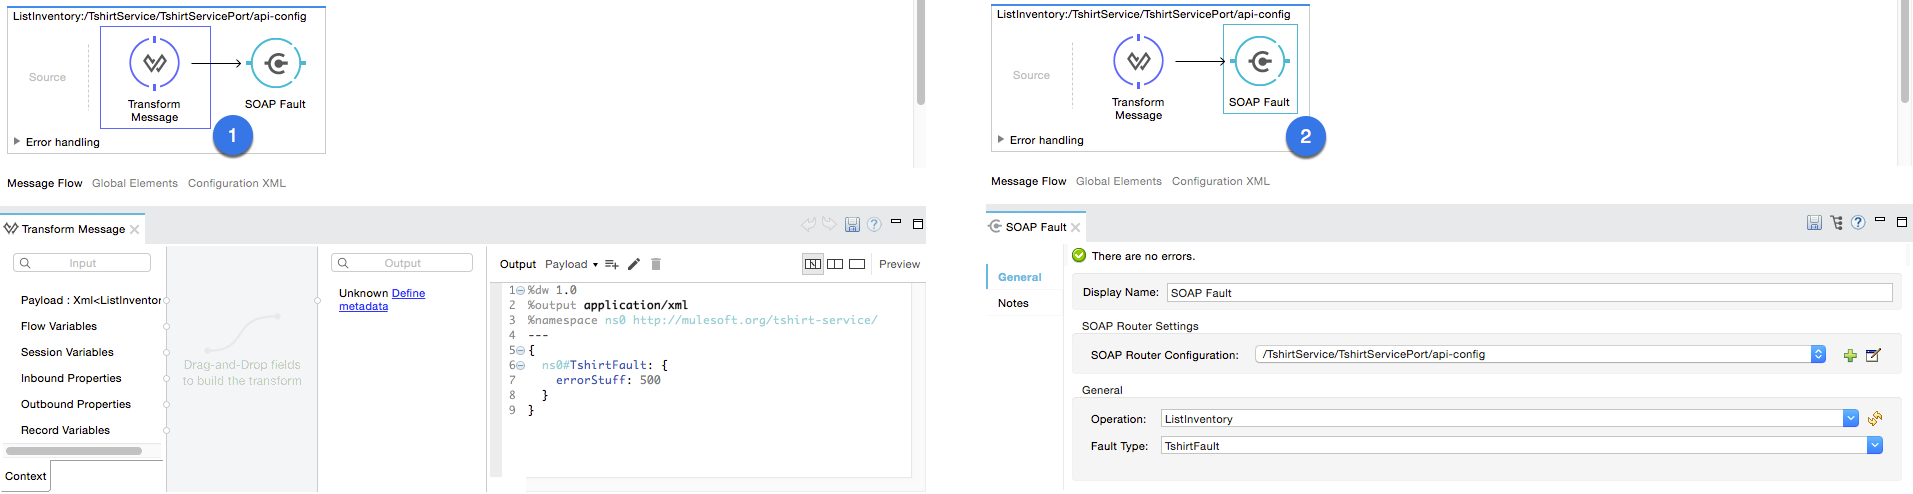 ListInventory:/TshirtService/TshirtServicePort/api-config
Source
Transform
Message
SOAP Fault
1
Error handling
Message Flow Global Elements Configuration XML
Transform Message
Input
Output
Output Payload
Preview
Payload : Xml<ListInventor
Flow Variables
Session Variables
Inbound Properties
Outbound Properties
Record Variables
Context
Drag-and-Drop fields
to build the transform
Unknown Define
metadata
1 %dw 1.0
2 %output application/xml
3 %namespace ns0 http://mulesoft.org/tshirt-service/
4 ---
5 {
6 ns0#TshirtFault: {
7 errorStuff: 500
8 }
9 }
ListInventory:/TshirtService/TshirtServicePort/api-config
Source
Transform
Message
SOAP Fault
2
Error handling
Message Flow Global Elements Configuration XML
SOAP Fault
General
Notes
There are no errors.
Display Name: SOAP Fault
SOAP Router Settings
SOAP Router Configuration: /TshirtService/TshirtServicePort/api-config
General
Operation: ListInventory
Fault Type: TshirtFault